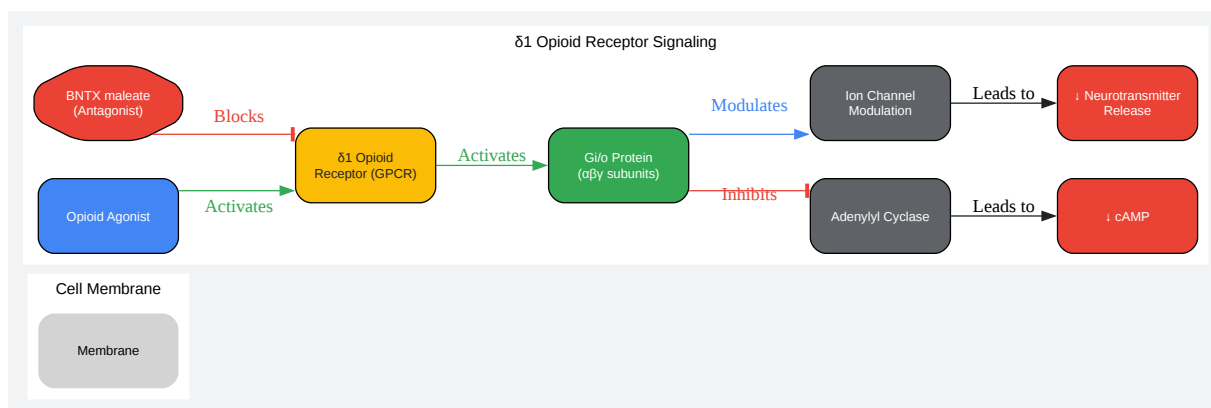 δ1 Opioid Receptor Signaling
BNTX maleate
(Antagonist)
Blocks
Opioid Agonist
Activates
δ1 Opioid
Receptor (GPCR)
Activates
Gi/o Protein
(αβγ subunits)
Modulates
Inhibits
Ion Channel
Modulation
Leads to
↓ Neurotransmitter
Release
Adenylyl Cyclase
Leads to
↓ cAMP
Cell Membrane
Membrane